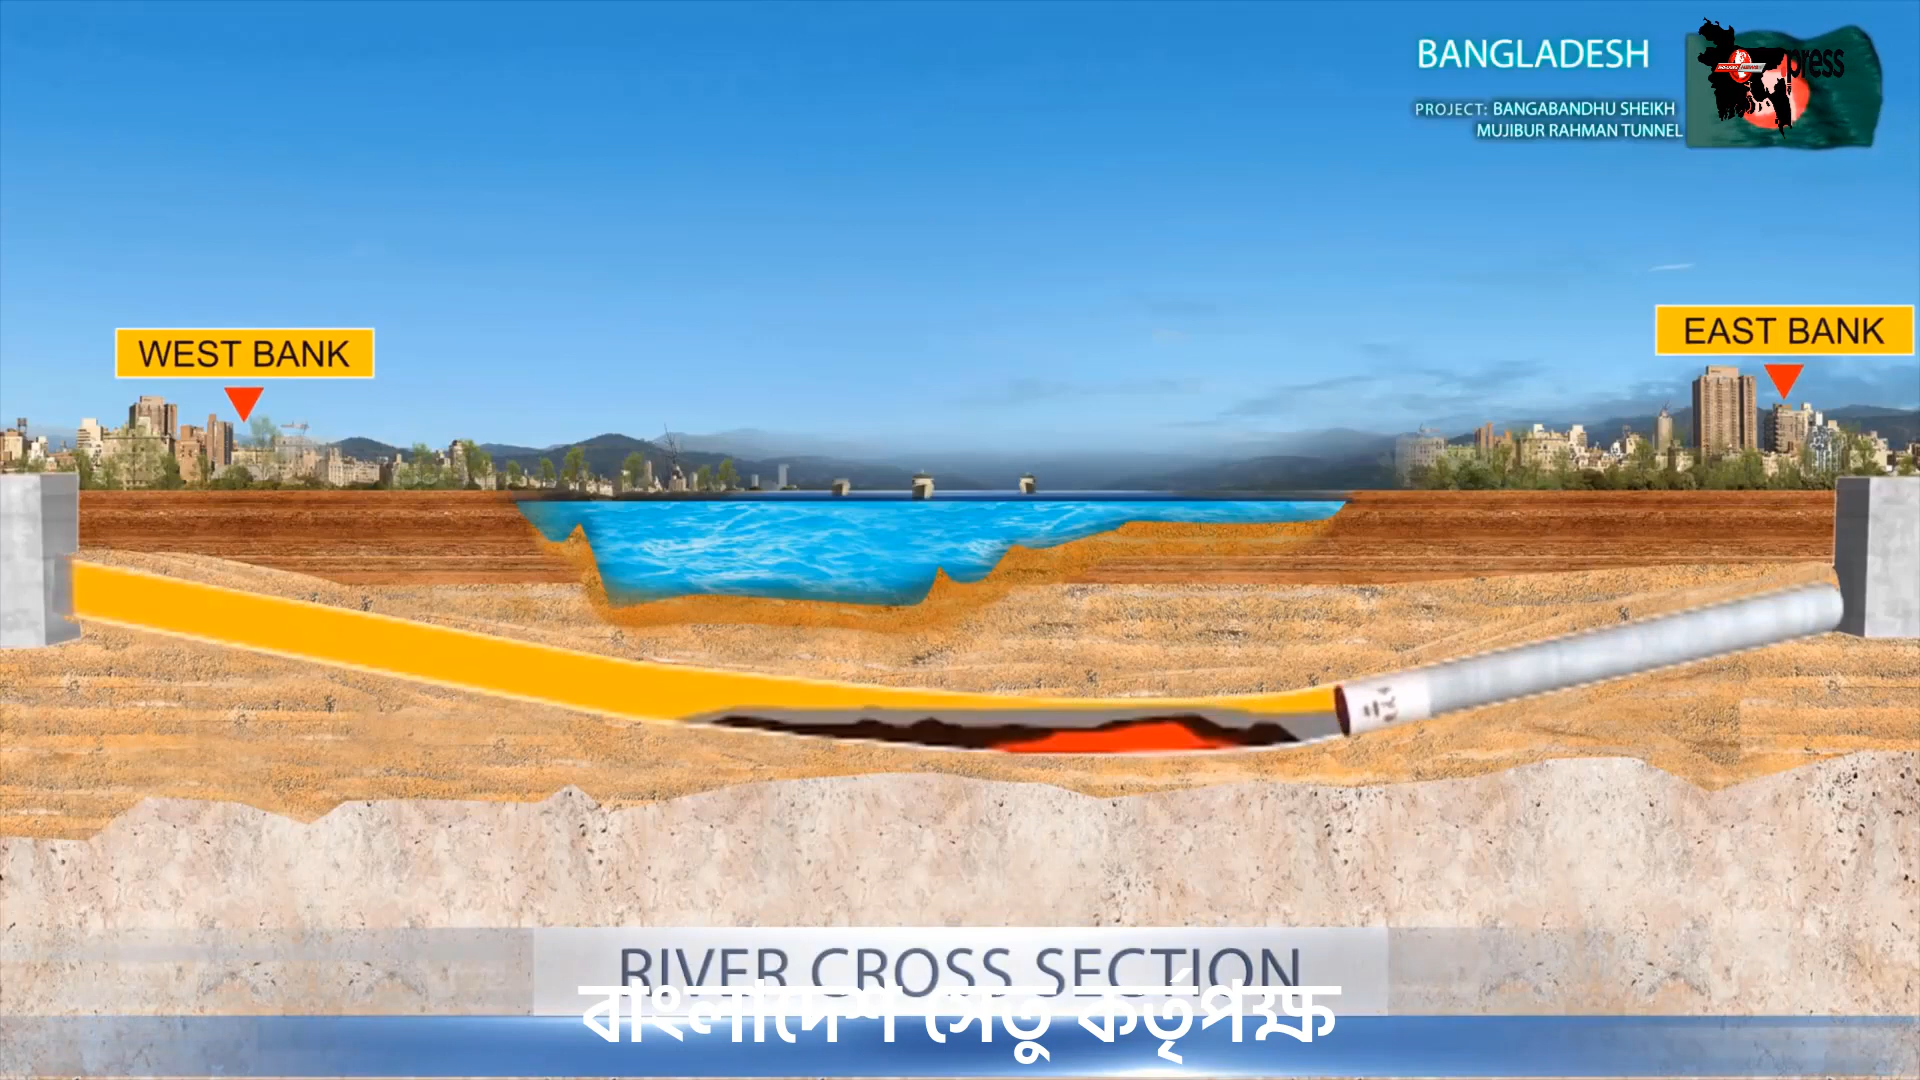 BANGLADESH
PROJECT: BANGABANDHU SHEIKH
MUJIBUR RAHMAN TUNNEL
press
WEST BANK
EAST BANK
RIVER CROSS SECTION
বাংলাদেশ সেতু কর্তৃপক্ষ